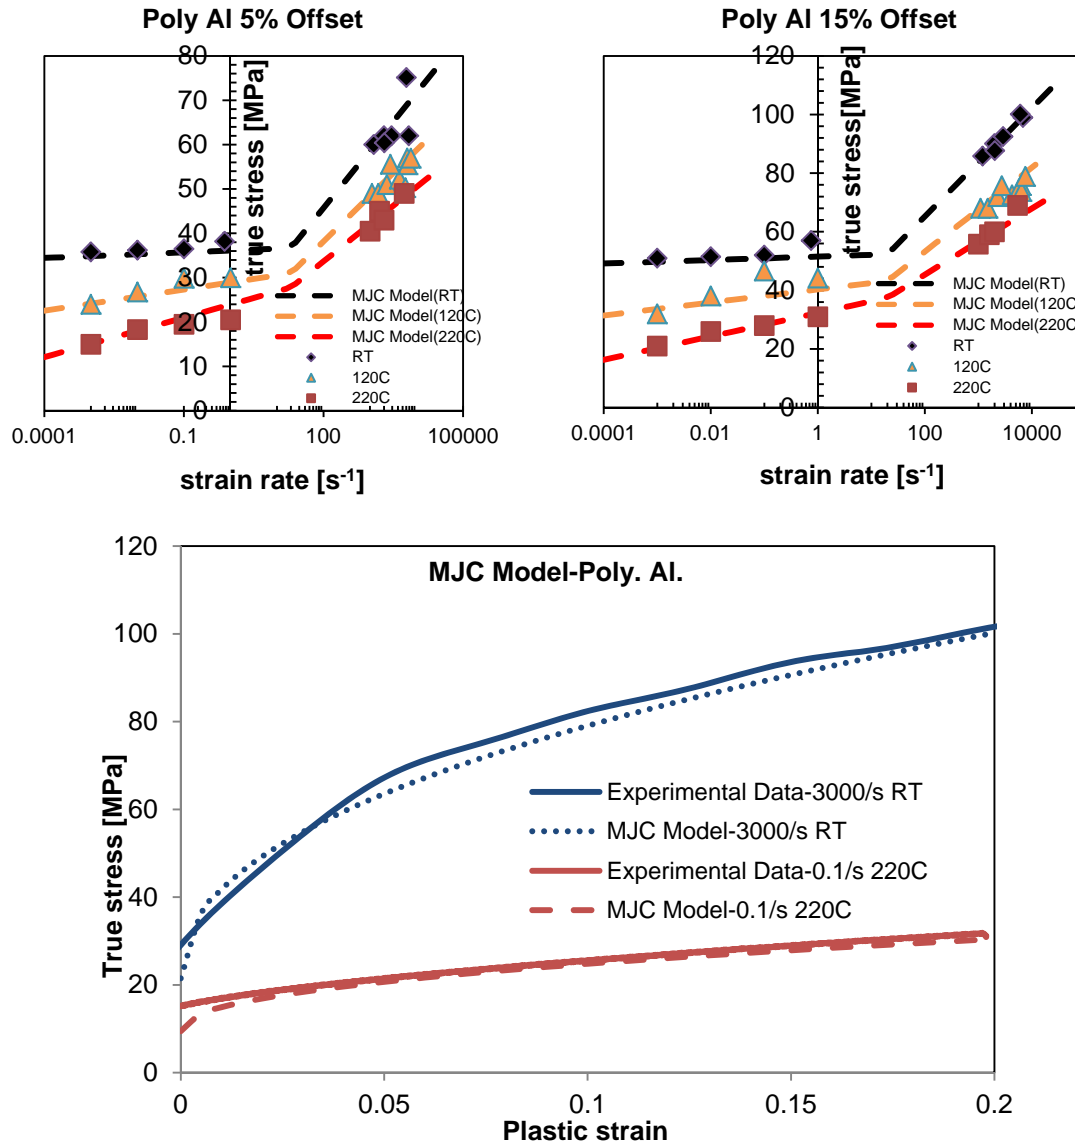 Poly Al 5% Offset
80
70
60
50
40
30
20
10
0
true stress [MPa]
MJC Model(RT)
MJC Model(120C)
MJC Model(220C)
RT
120C
220C
0.0001
0.1
100
100000
strain rate [s-1]
Poly Al 15% Offset
120
100
80
60
40
20
0
true stress[MPa]
MJC Model(RT)
MJC Model(120C)
MJC Model(220C)
RT
120C
220C
0.0001
0.01
1
100
10000
strain rate [s-1]
MJC Model-Poly. Al.
120
100
80
60
40
20
0
True stress [MPa]
Experimental Data-3000/s RT
MJC Model-3000/s RT
Experimental Data-0.1/s 220C
MJC Model-0.1/s 220C
0
0.05
0.1
0.15
0.2
Plastic strain